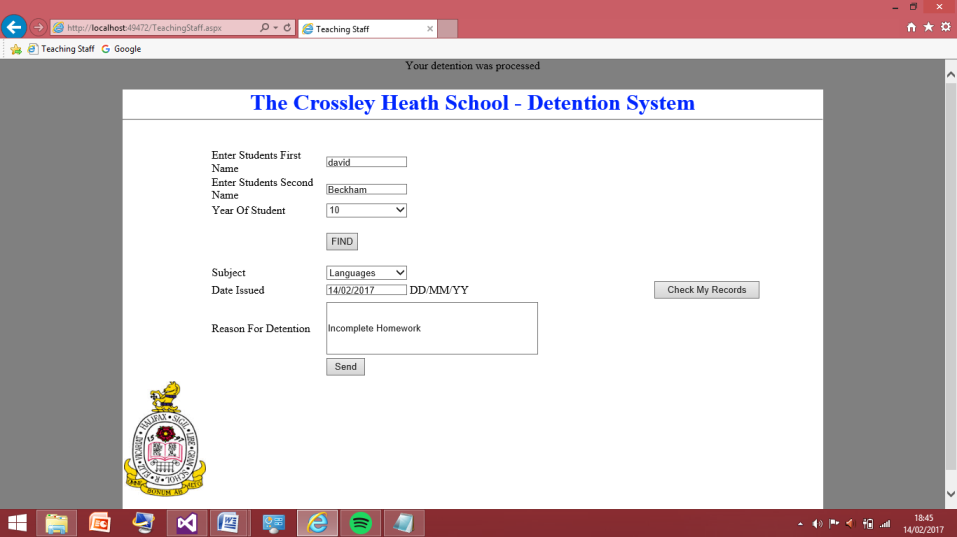 http://localhost:49472/TeachingStaff.aspx
Teaching Staff
Teaching Staff
Google
Your detention was processed
The Crossley Heath School - Detention System
Enter Students First
Name
david
Enter Students Second
Name
Beckham
Year Of Student
10
FIND
Subject
Languages
Date Issued
14/02/2017
DD/MM/YY
Check My Records
Reason For Detention
Incomplete Homework
Send
HALIFAX
BONUM
18:45
14/02/2017